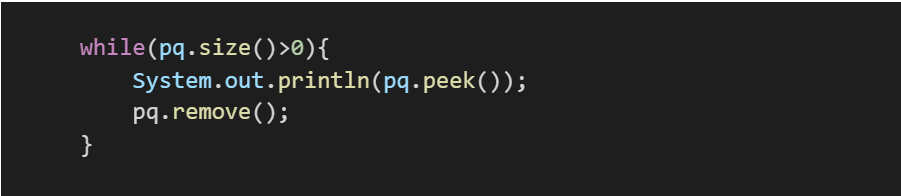 while(pq.size()>0){
    System.out.println(pq.peek());
    pq.remove();
}